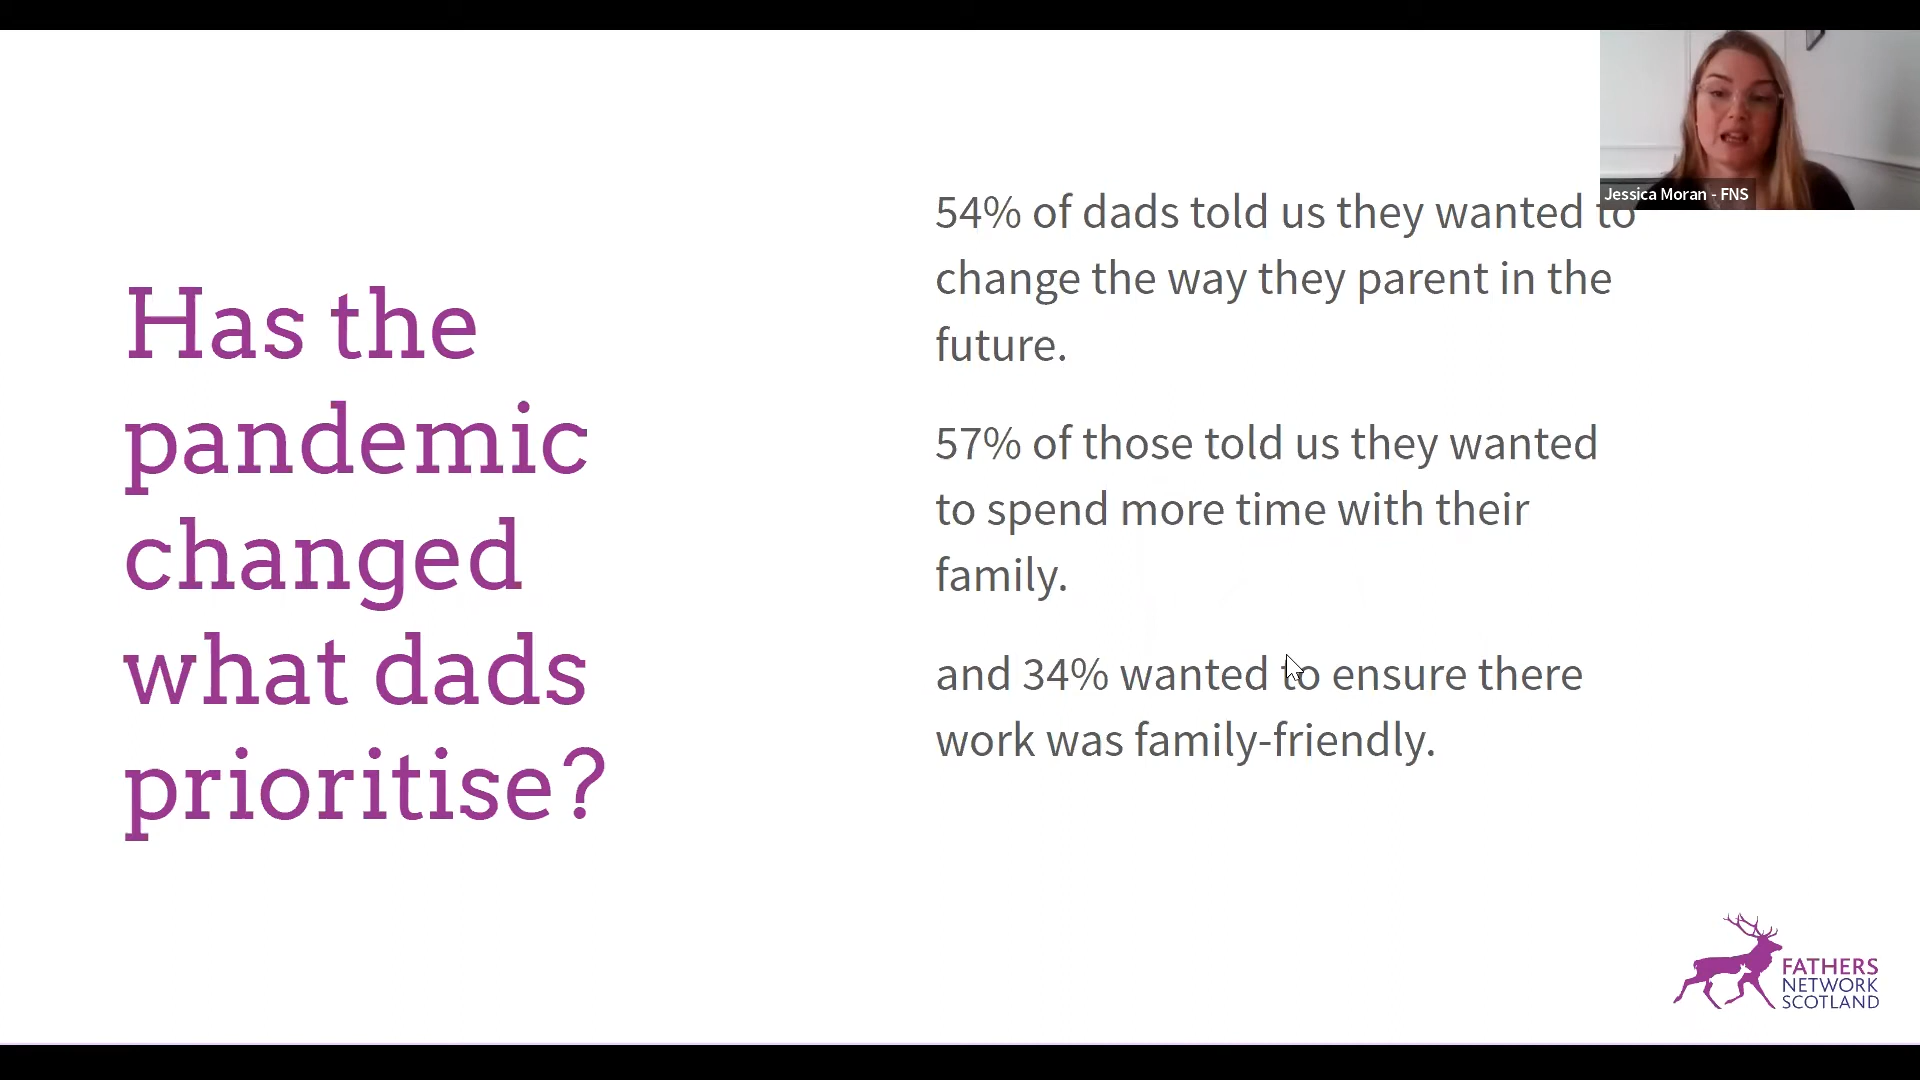 Has the
pandemic
changed
what dads
prioritise?
54% of dads told us they wanted to
change the way they parent in the
future.
57% of those told us they wanted
to spend more time with their
family.
and 34% wanted to ensure there
work was family-friendly.
Jessica Moran - FNS
FATHERS
NETWORK
SCOTLAND